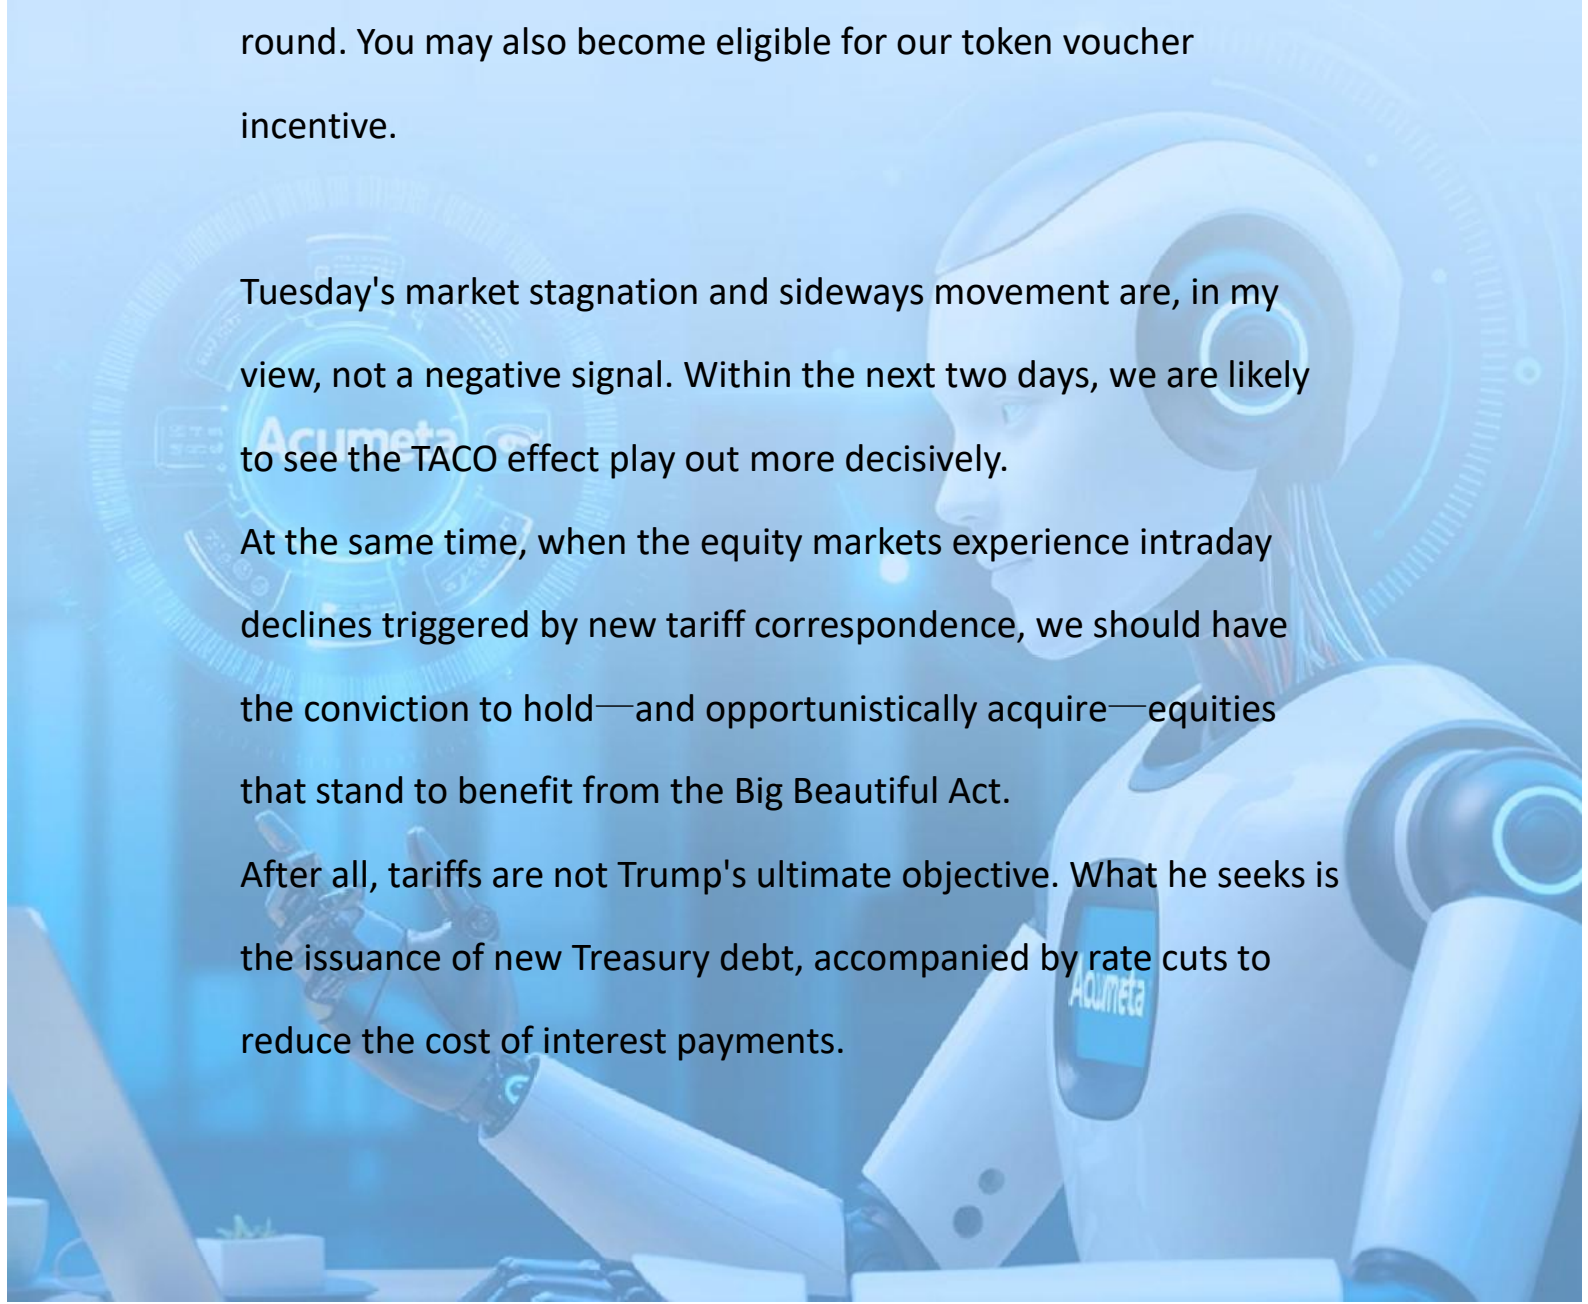 round. You may also become eligible for our token voucher
incentive.
Tuesday's market stagnation and sideways movement are, in my
view, not a negative signal. Within the next two days, we are likely
Acumeta
to see the TACO effect play out more decisively.
At the same time, when the equity markets experience intraday
declines triggered by new tariff correspondence, we should have
the conviction to hold—and opportunistically acquire—equities
that stand to benefit from the Big Beautiful Act.
After all, tariffs are not Trump's ultimate objective. What he seeks is
the issuance of new Treasury debt, accompanied by rate cuts to
Acumeta
reduce the cost of interest payments.